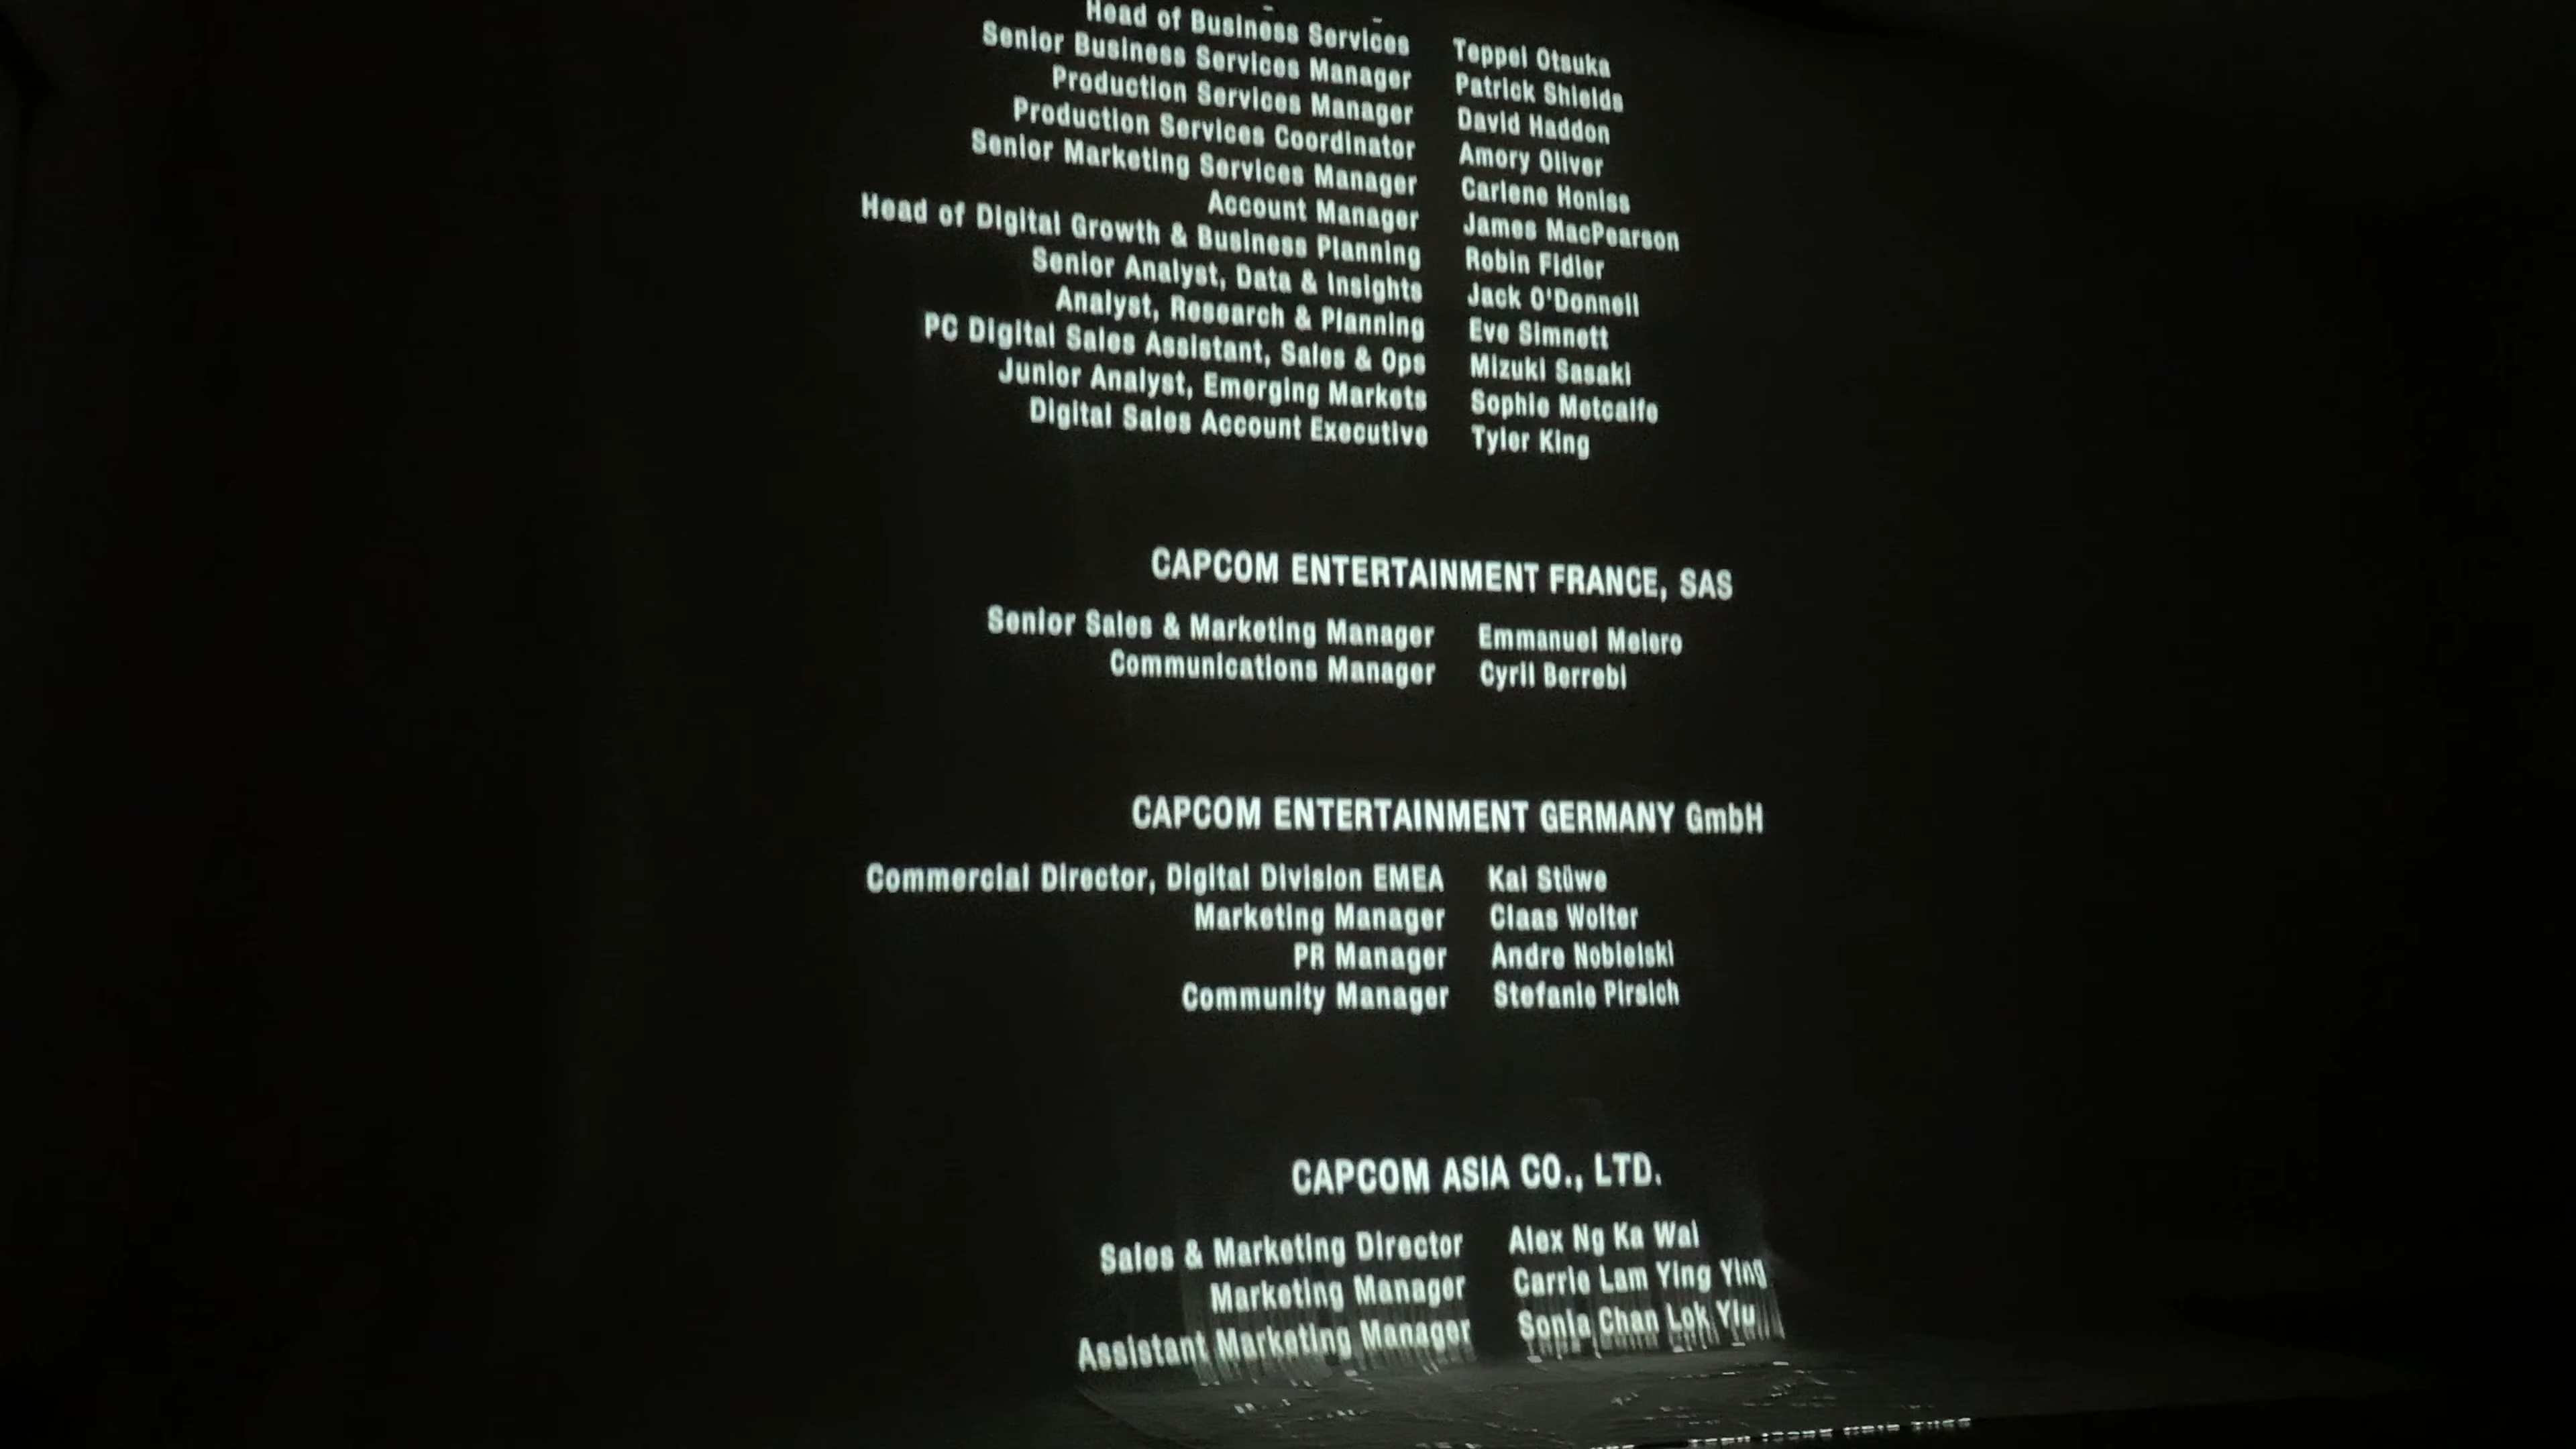 Head of Business Services Teppei Otsuka
Senior Business Services Manager Patrick Shields
Production Services Manager David Haddon
Production Services Coordinator Amory Oliver
Senior Marketing Services Manager Carlene Honiss
Account Manager James MacPearson
Head of Digital Growth & Business Planning Robin Fidler
Senior Analyst, Data & Insights Jack O'Donnell
Analyst, Research & Planning Eve Simnett
PC Digital Sales Assistant, Sales & Ops Mizuki Sasaki
Junior Analyst, Emerging Markets Sophie Metcalfe
Digital Sales Account Executive Tyler King
CAPCOM ENTERTAINMENT FRANCE, SAS
Senior Sales & Marketing Manager Emmanuel Melero
Communications Manager Cyril Berrebi
CAPCOM ENTERTAINMENT GERMANY GmbH
Commercial Director, Digital Division EMEA Kai Stüwe
Marketing Manager Claas Wolter
PR Manager Andre Nobielski
Community Manager Stefanie Pirsich
CAPCOM ASIA CO., LTD.
Sales & Marketing Director Alex Ng Ka Wai
Marketing Manager Carrie Lam Ying Ying
Assistant Marketing Manager Sonia Chan Lok Yiu